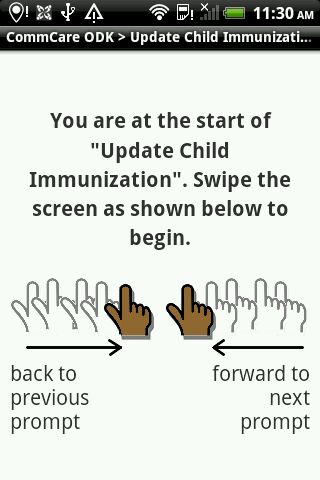 11:30 AM
CommCare ODK > Update Child Immunizati...
You are at the start of
"Update Child
Immunization". Swipe the
screen as shown below to
begin.
back to
previous
prompt
forward to
next
prompt